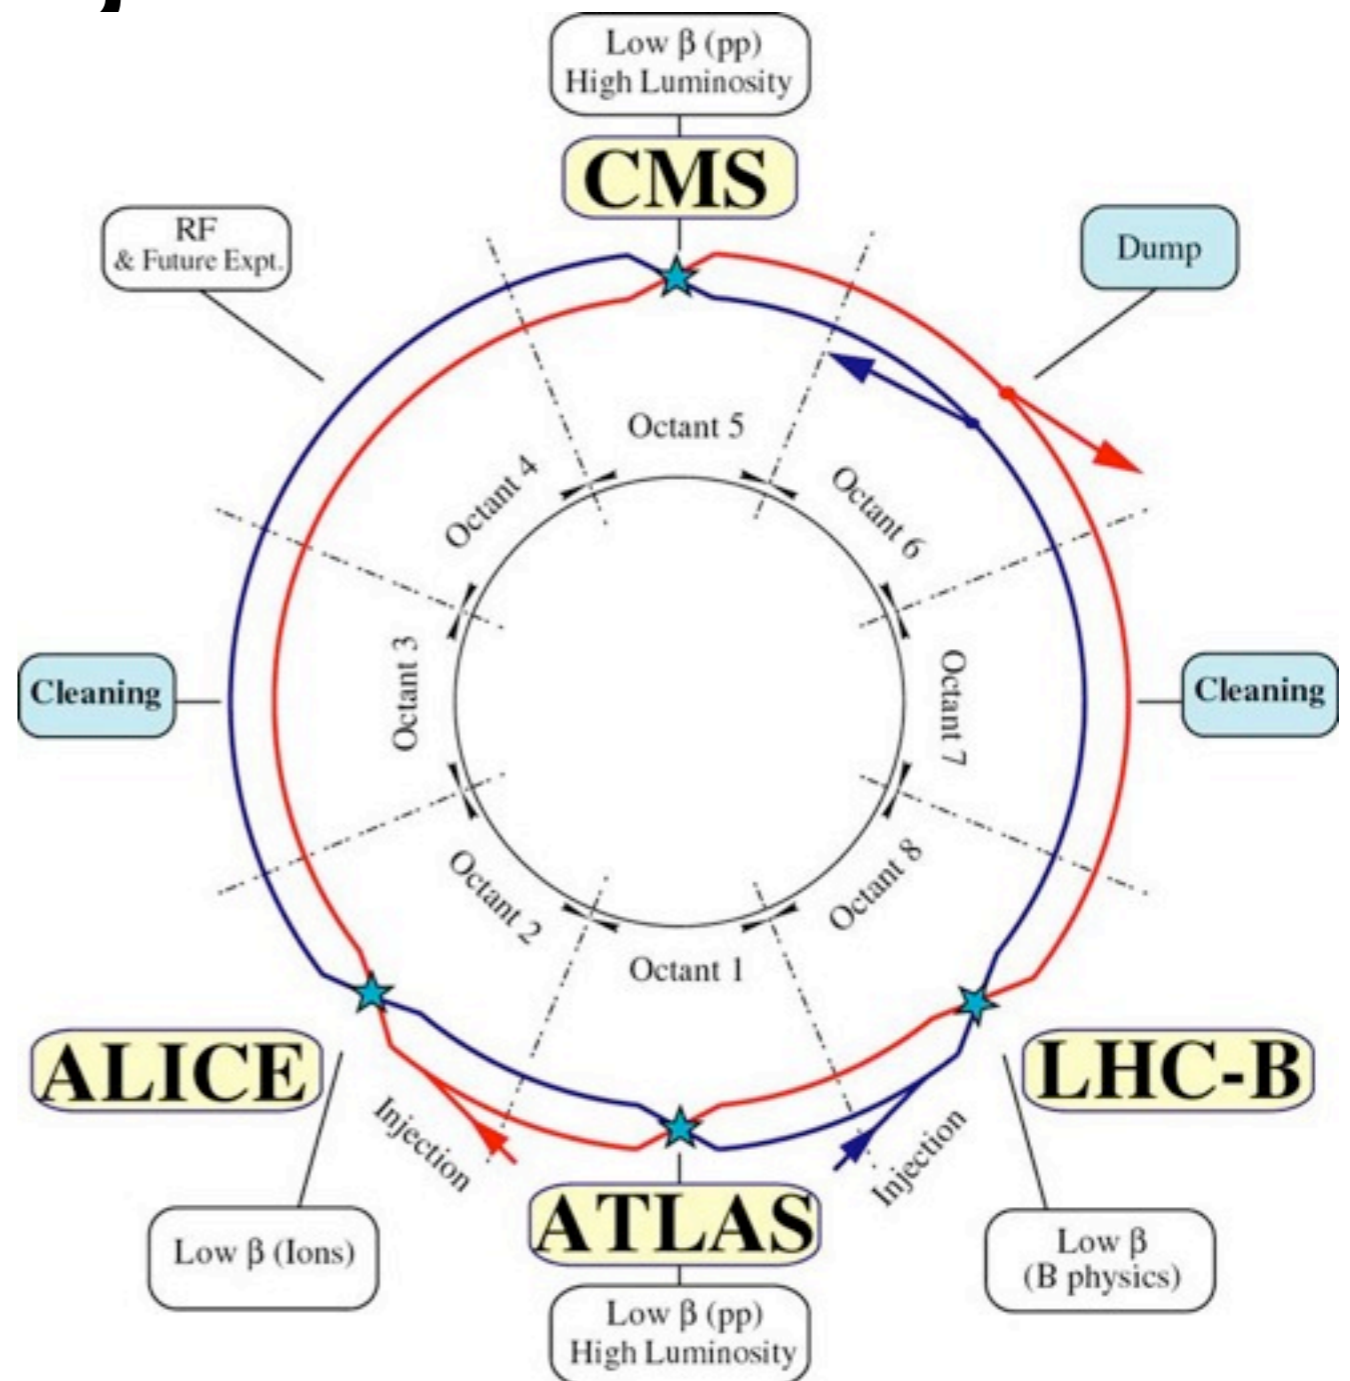 Low β (pp)
High Luminosity
CMS
RF
& Future Expt.
Dump
Octant 5
Octant 4
Octant 6
Cleaning
Octant 3
Octant 7
Cleaning
Octant 2
Octant 8
Octant 1
ALICE
LHC-B
Injection
Injection
ATLAS
Low β (Ions)
Low β
(B physics)
Low β (pp)
High Luminosity